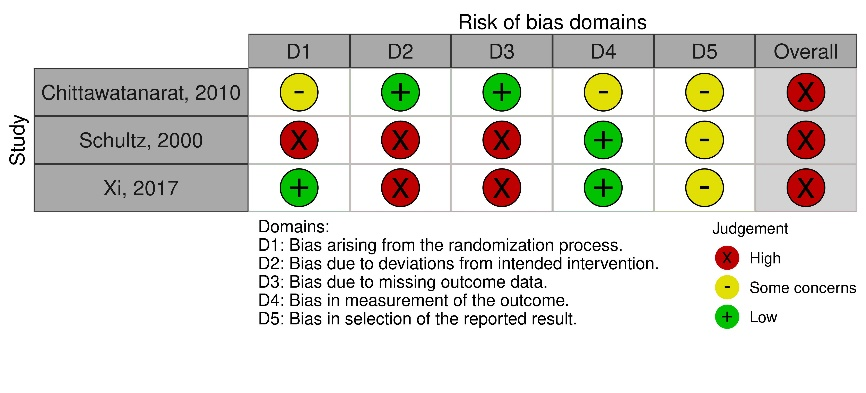 Risk of bias domains
D1 D2 D3 D4 D5 Overall
Study
Chittawatanarat, 2010 - + + - - X
Schultz, 2000 X X X + - X
Xi, 2017 + X X + - X
Domains:
D1: Bias arising from the randomization process.
D2: Bias due to deviations from intended intervention.
D3: Bias due to missing outcome data.
D4: Bias in measurement of the outcome.
D5: Bias in selection of the reported result.
Judgement
X High
- Some concerns
+ Low